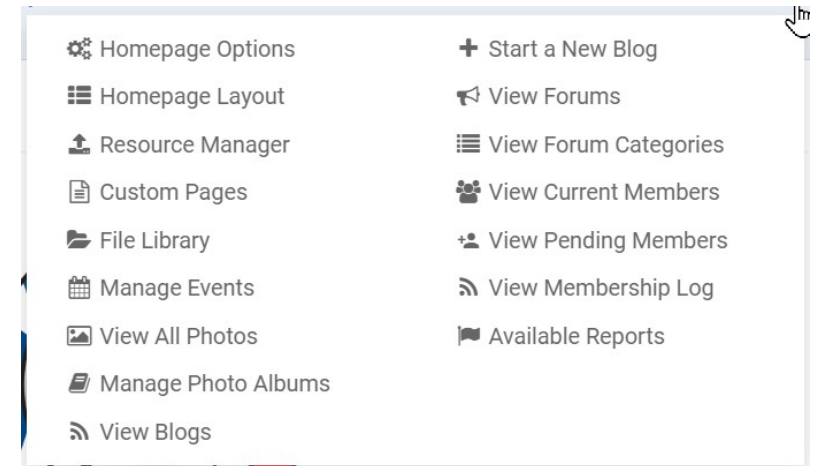 Homepage Options
Homepage Layout
Resource Manager
Custom Pages
File Library
Manage Events
View All Photos
Manage Photo Albums
View Blogs
Start a New Blog
View Forums
View Forum Categories
View Current Members
View Pending Members
View Membership Log
Available Reports